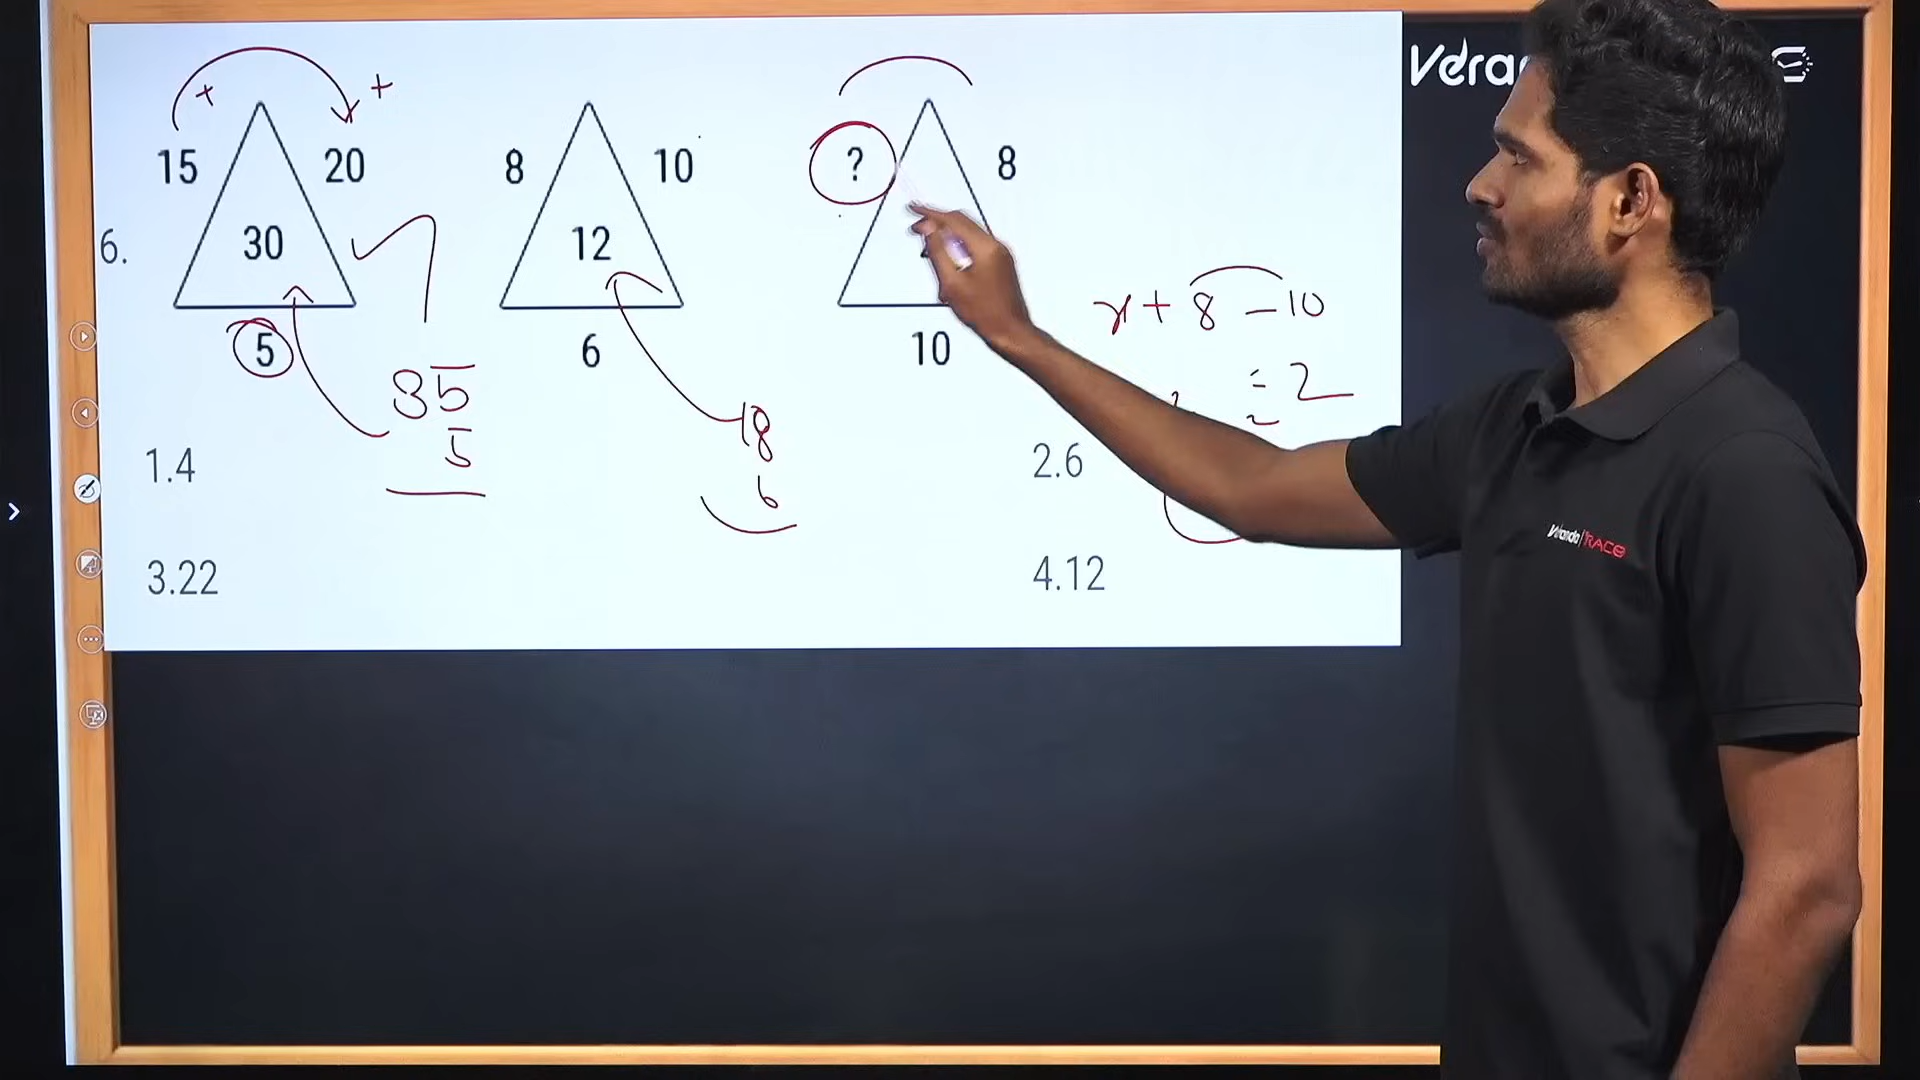 15 20 8 10 ? 8
6. 30 12
5 6 10
+ +
35
5
18
6
x + 8 - 10
= 2
1.4 2.6
3.22 4.12
Veranda RACE